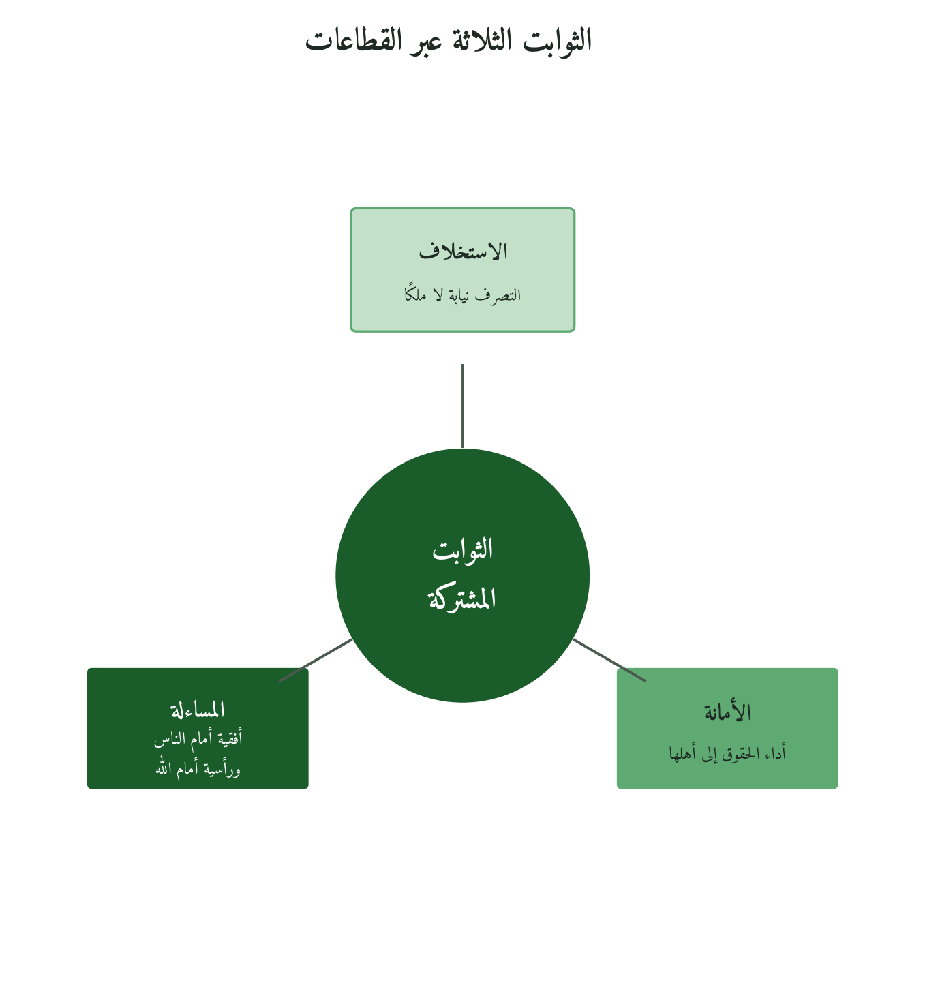 الثوابت الثلاثة عبر القطاعات
الاستخلاف
التصرف نيابة لا ملكًا
الثوابت
المشتركة
الأمانة
أداء الحقوق إلى أهلها
المساءلة
أفقية أمام الناس
ورأسية أمام الله